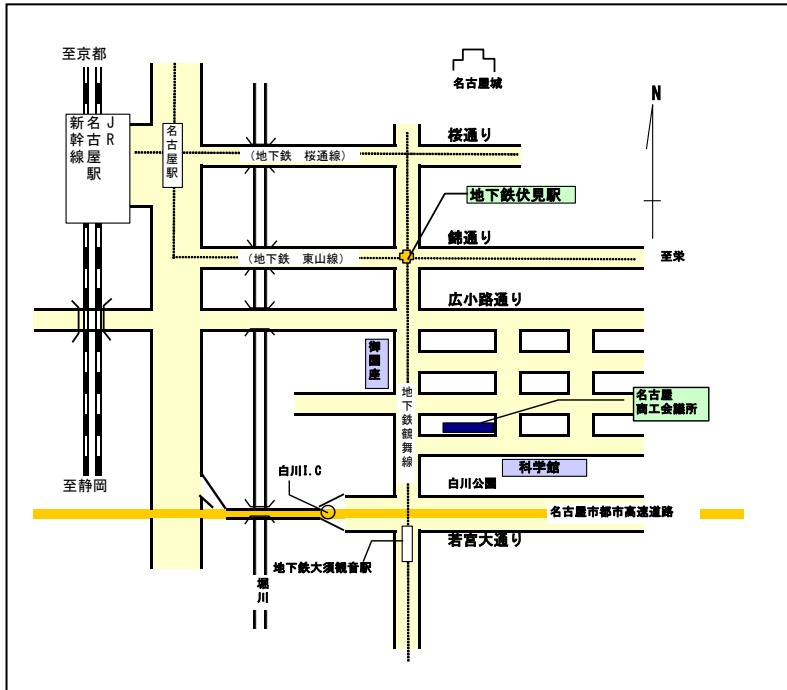 至京都
名古屋城
N
JR
名古屋駅
新幹線
名古屋駅
桜通り
(地下鉄 桜通線)
地下鉄伏見駅
錦通り
(地下鉄 東山線)
至栄
広小路通り
御園座
地下鉄鶴舞線
名古屋
商工会議所
科学館
白川I.C
白川公園
至静岡
名古屋市都市高速道路
若宮大通り
地下鉄大須観音駅
堀川